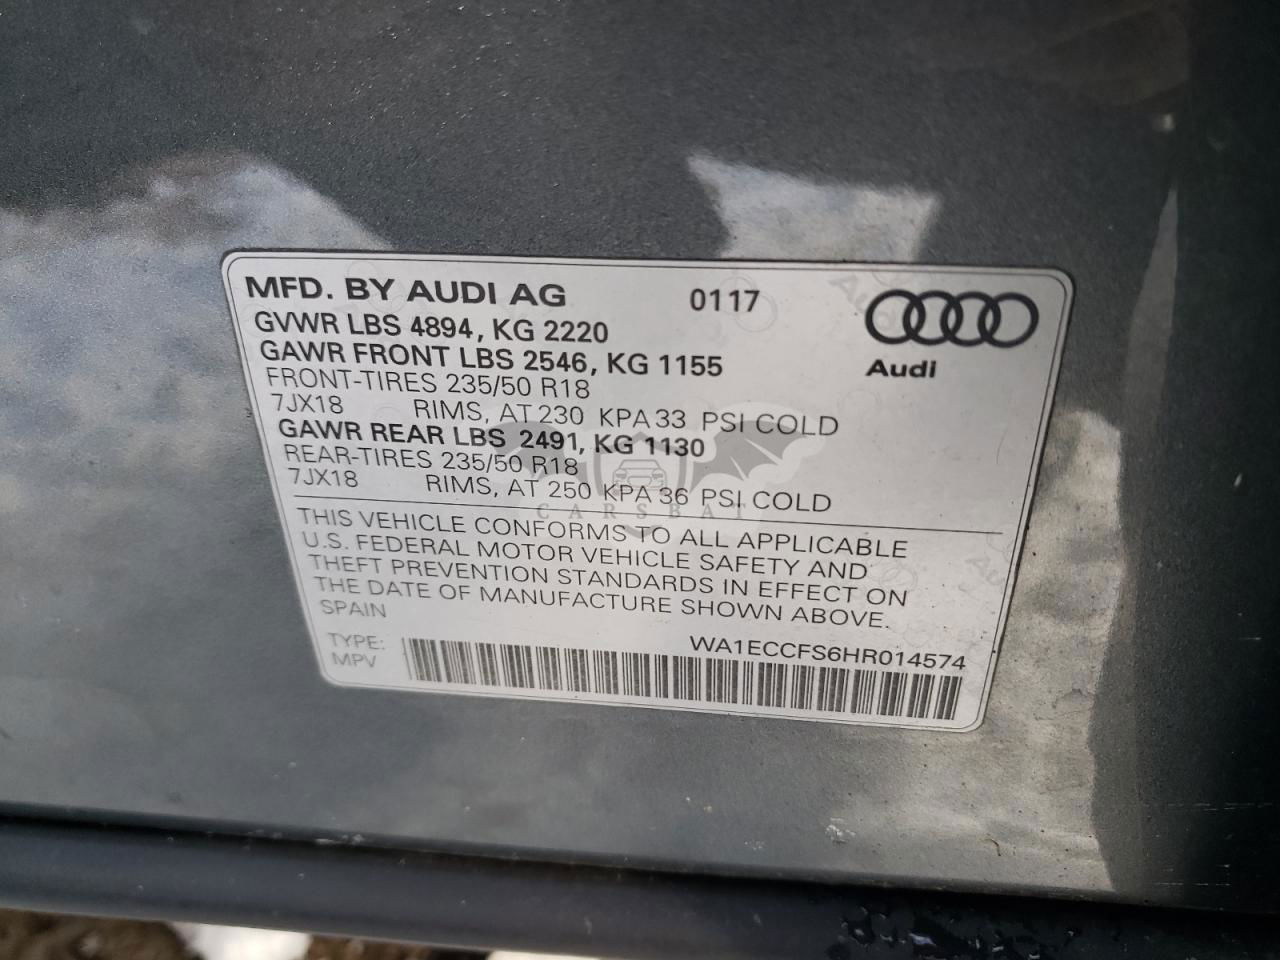 MFD. BY AUDI AG 0117
GVWR LBS 4894, KG 2220
GAWR FRONT LBS 2546, KG 1155
FRONT-TIRES 235/50 R18
7JX18 RIMS, AT 230 KPA 33 PSI COLD
GAWR REAR LBS 2491, KG 1130
REAR-TIRES 235/50 R18
7JX18 RIMS, AT 250 KPA 36 PSI COLD
Audi
CARSBAT
THIS VEHICLE CONFORMS TO ALL APPLICABLE
U.S. FEDERAL MOTOR VEHICLE SAFETY AND
THEFT PREVENTION STANDARDS IN EFFECT ON
THE DATE OF MANUFACTURE SHOWN ABOVE.
SPAIN
WA1ECCFS6HR014574
TYPE:
MPV